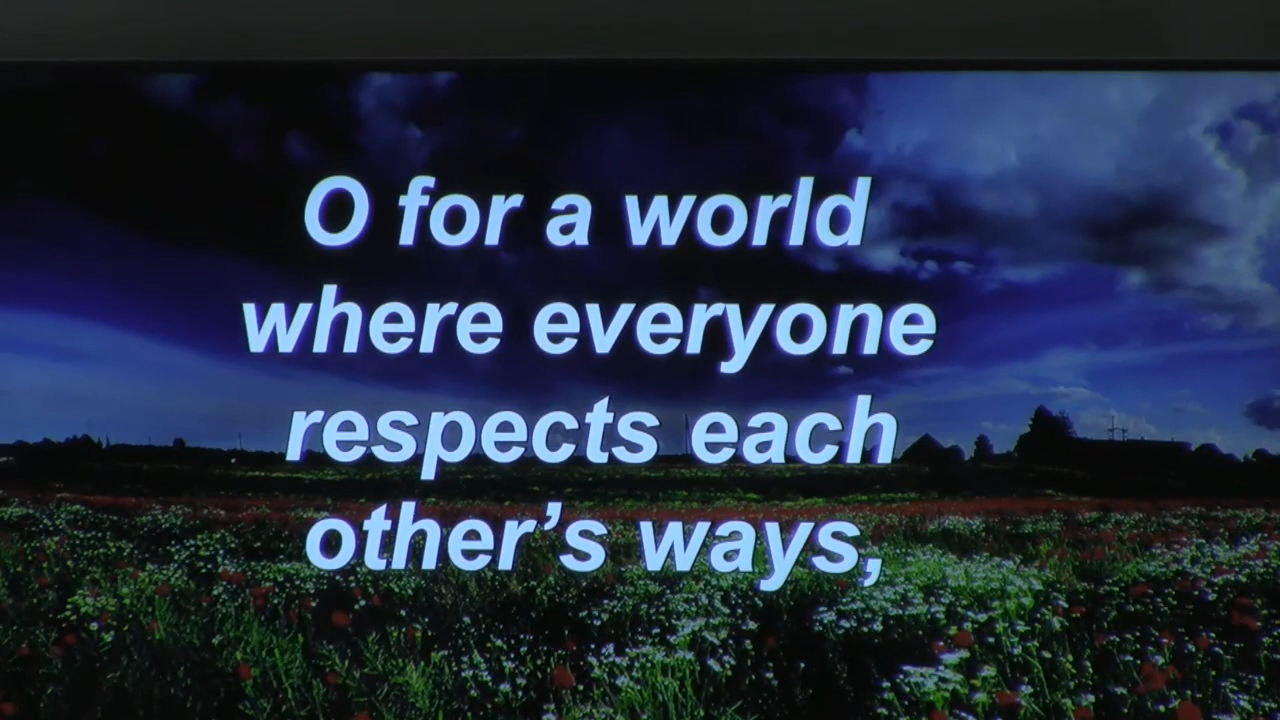 O for a world
where everyone
respects each
other’s ways,